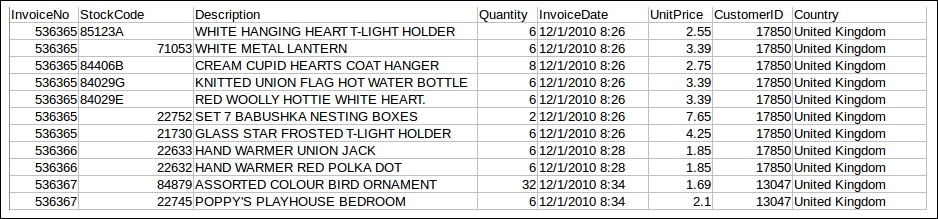 InvoiceNo StockCode Description Quantity InvoiceDate UnitPrice CustomerID Country
536365 85123A WHITE HANGING HEART T-LIGHT HOLDER 6 12/1/2010 8:26 2.55 17850 United Kingdom
536365 71053 WHITE METAL LANTERN 6 12/1/2010 8:26 3.39 17850 United Kingdom
536365 84406B CREAM CUPID HEARTS COAT HANGER 8 12/1/2010 8:26 2.75 17850 United Kingdom
536365 84029G KNITTED UNION FLAG HOT WATER BOTTLE 6 12/1/2010 8:26 3.39 17850 United Kingdom
536365 84029E RED WOOLLY HOTTIE WHITE HEART. 6 12/1/2010 8:26 3.39 17850 United Kingdom
536365 22752 SET 7 BABUSHKA NESTING BOXES 2 12/1/2010 8:26 7.65 17850 United Kingdom
536365 21730 GLASS STAR FROSTED T-LIGHT HOLDER 6 12/1/2010 8:26 4.25 17850 United Kingdom
536366 22633 HAND WARMER UNION JACK 6 12/1/2010 8:28 1.85 17850 United Kingdom
536366 22632 HAND WARMER RED POLKA DOT 6 12/1/2010 8:28 1.85 17850 United Kingdom
536367 84879 ASSORTED COLOUR BIRD ORNAMENT 32 12/1/2010 8:34 1.69 13047 United Kingdom
536367 22745 POPPY'S PLAYHOUSE BEDROOM 6 12/1/2010 8:34 2.1 13047 United Kingdom